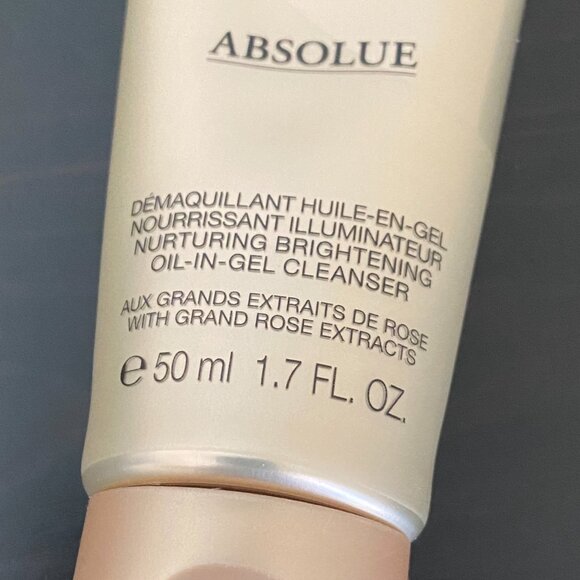 ABSOLUE
DÉMAQUILLANT HUILE-EN-GEL
NOURRISSANT ILLUMINATEUR
NURTURING BRIGHTENING
OIL-IN-GEL CLEANSER
AUX GRANDS EXTRAITS DE ROSE
WITH GRAND ROSE EXTRACTS
℮ 50 ml 1.7 FL. OZ.